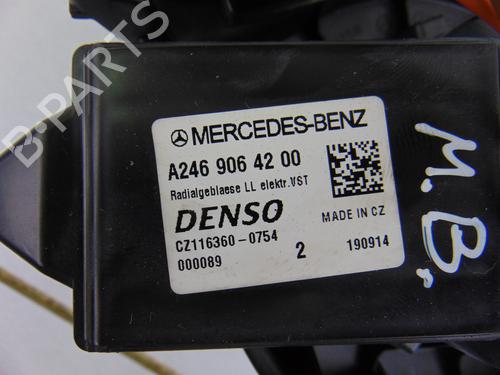 MERCEDES-BENZ
A246 906 42 00
Radialgeblaese LL elektr.VST
DENSO
MADE IN CZ
CZ116360-0754
000089
2
190914
M.B.
B-PARTS